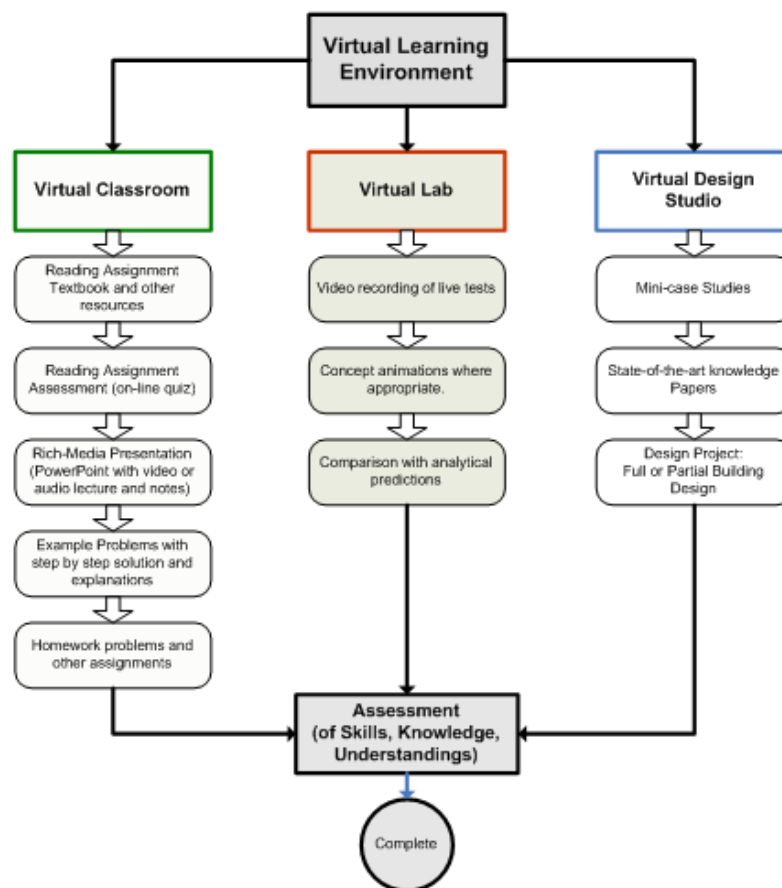 Virtual Learning
Environment
Virtual Classroom
Reading Assignment
Textbook and other
resources
Reading Assignment
Assessment (on-line quiz)
Rich-Media Presentation
(PowerPoint with video or
audio lecture and notes)
Example Problems with
step by step solution and
explanations
Homework problems and
other assignments
Virtual Lab
Video recording of live tests
Concept animations where
appropriate.
Comparison with analytical
predictions
Virtual Design
Studio
Mini-case Studies
State-of-the-art knowledge
Papers
Design Project:
Full or Partial Building
Design
Assessment
(of Skills, Knowledge,
Understandings)
Complete